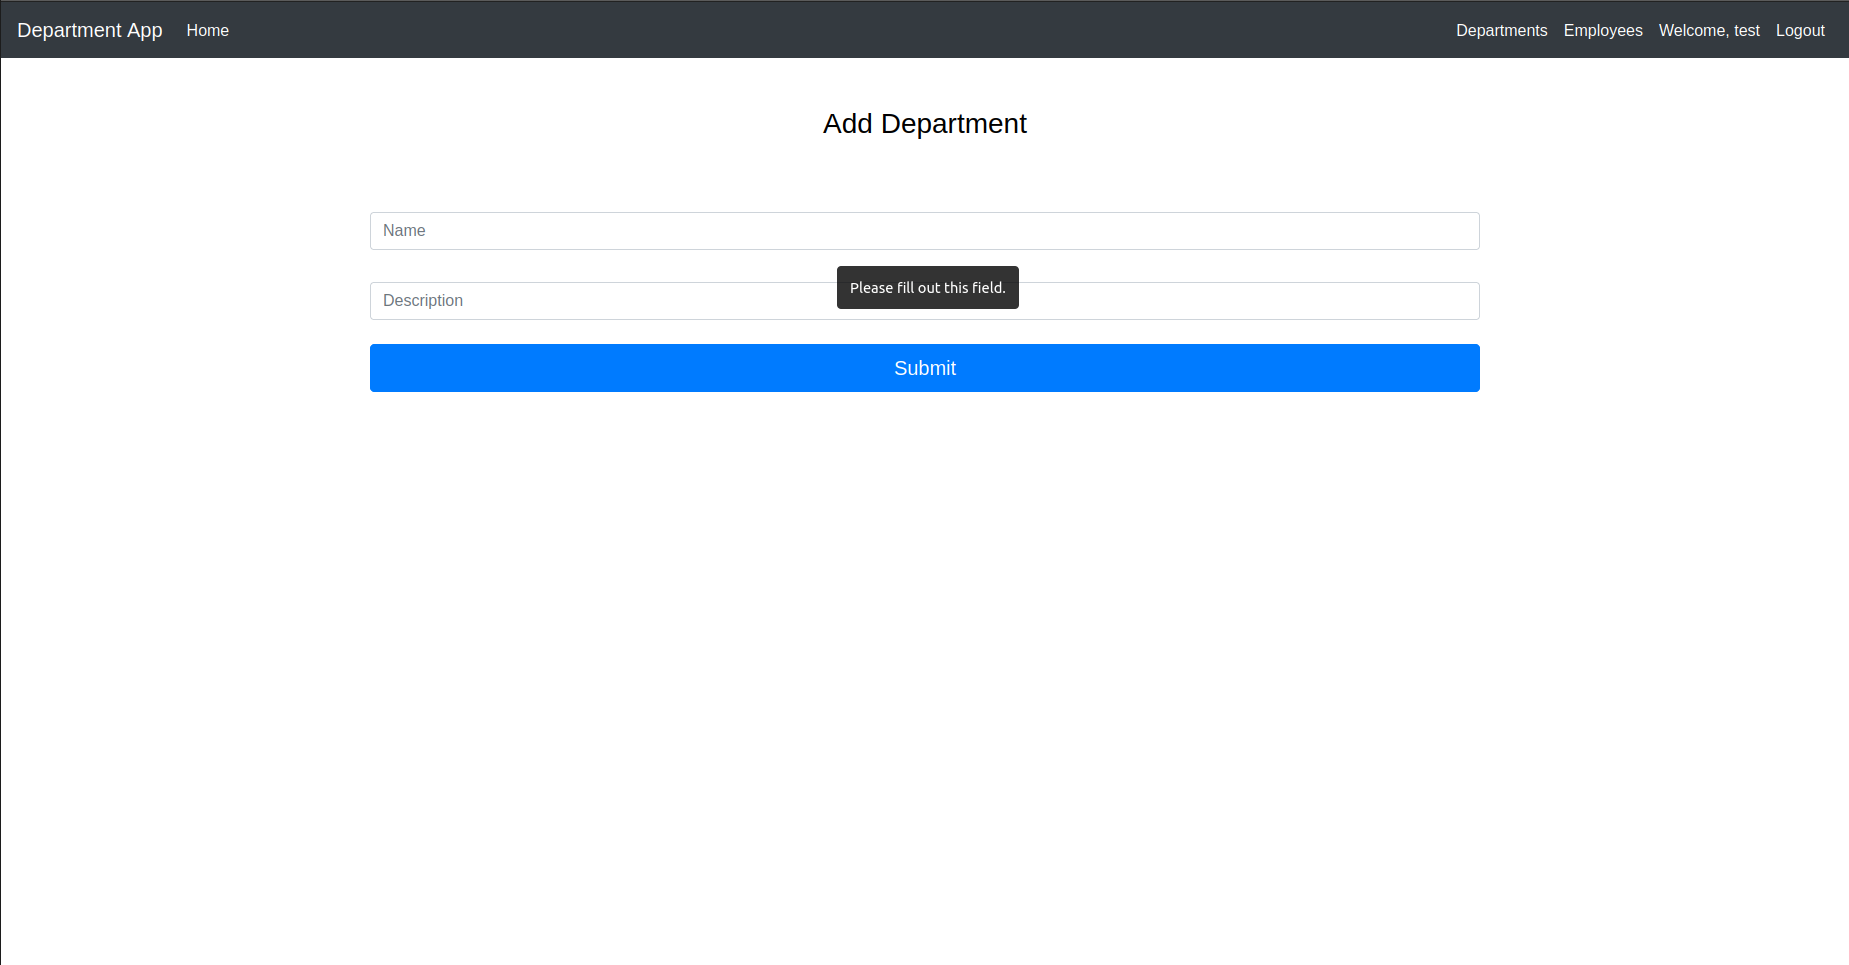 Department App Home Departments Employees Welcome, test Logout
Add Department
Name
Please fill out this field.
Description
Submit